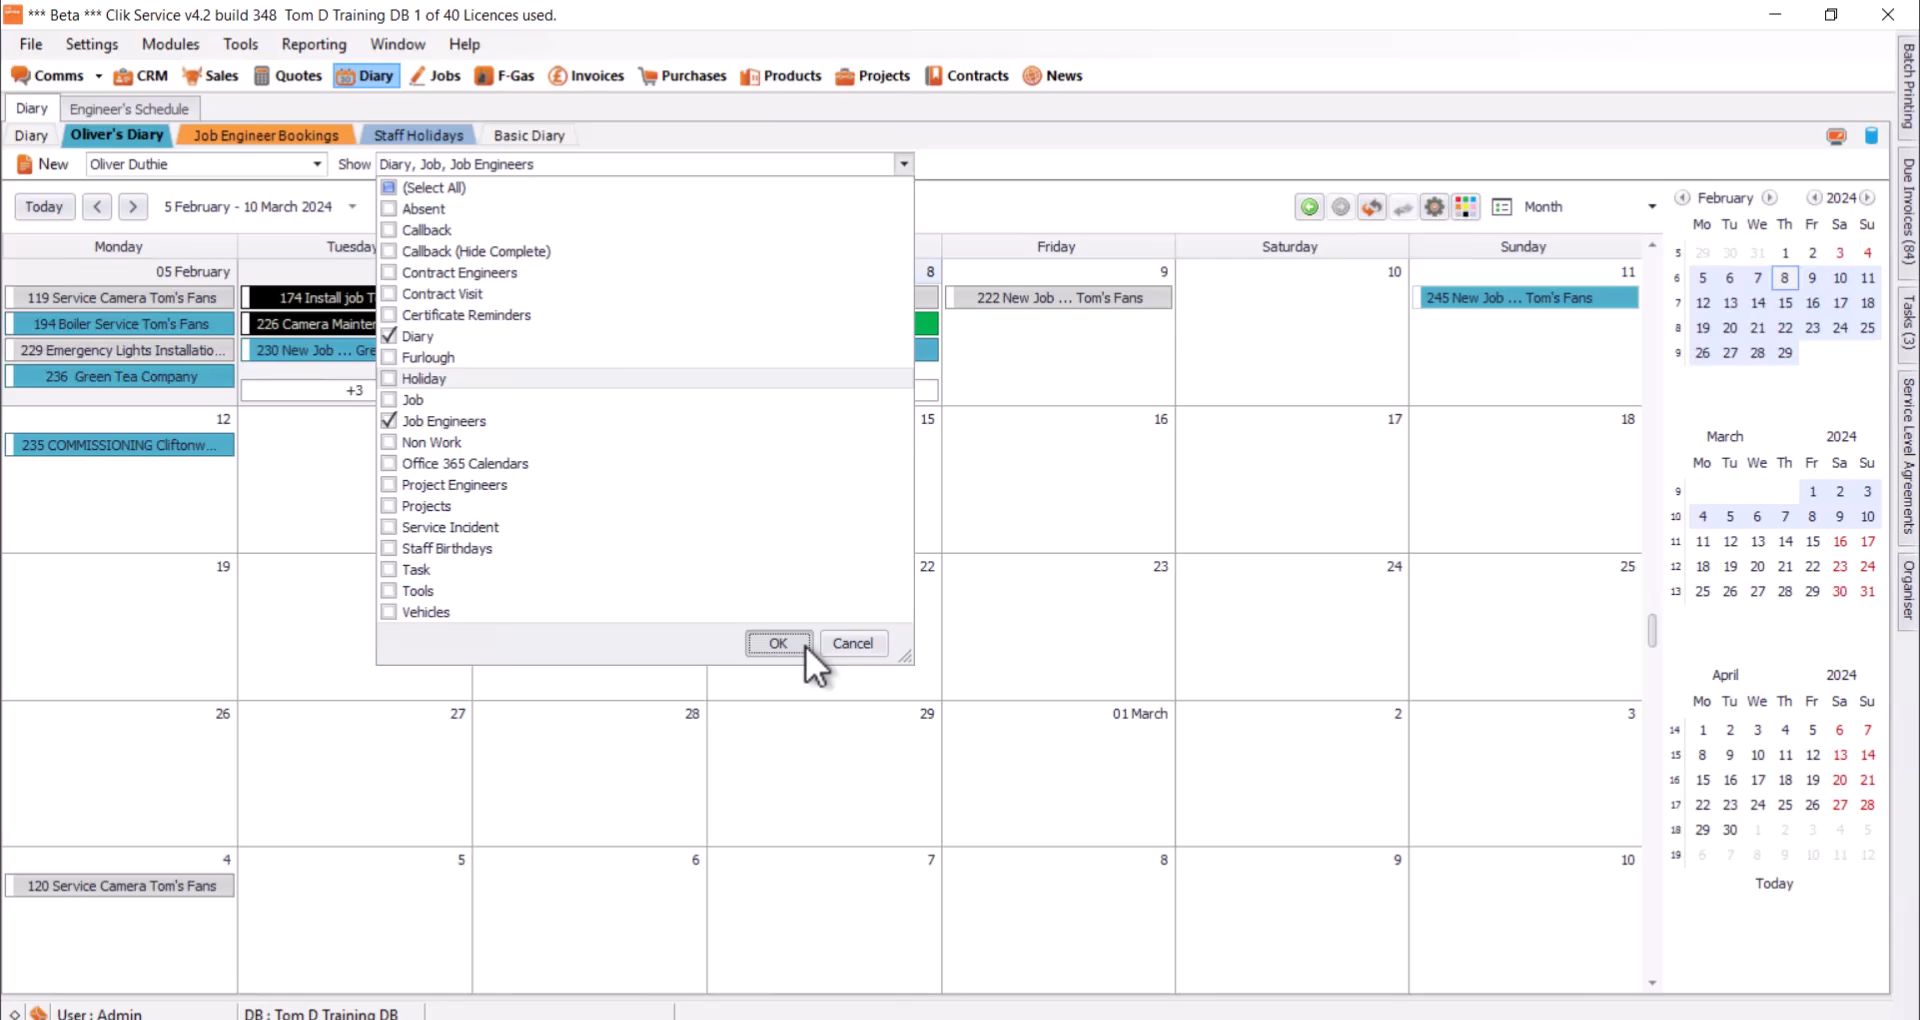 *** Beta *** Clik Service v4.2 build 348  Tom D Training DB 1 of 40 Licences used.
File Settings Modules Tools Reporting Window Help
Comms CRM Sales Quotes Diary Jobs F-Gas Invoices Purchases Products Projects Contracts News
Diary Engineer's Schedule
Diary Oliver's Diary Job Engineer Bookings Staff Holidays Basic Diary
New Oliver Duthie Show Diary, Job, Job Engineers
Today 5 February - 10 March 2024 Month
(Select All)
Absent
Callback
Callback (Hide Complete)
Contract Engineers
Contract Visit
Certificate Reminders
Diary
Furlough
Holiday
Job
Job Engineers
Non Work
Office 365 Calendars
Project Engineers
Projects
Service Incident
Staff Birthdays
Task
Tools
Vehicles
OK Cancel
Monday Tuesday Friday Saturday Sunday
05 February 8 9 10 11
119 Service Camera Tom's Fans 174 Install job T 222 New Job ... Tom's Fans 245 New Job ... Tom's Fans
194 Boiler Service Tom's Fans 226 Camera Mainter
229 Emergency Lights Installatio... 230 New Job ... Gre
236 Green Tea Company +3
12 15 16 17 18
235 COMMISSIONING Cliftonw...
19 22 23 24 25
26 27 28 29 01 March 2 3
4 5 6 7 8 9 10
120 Service Camera Tom's Fans
February 2024
Mo Tu We Th Fr Sa Su
5 29 30 31 1 2 3 4
6 5 6 7 8 9 10 11
7 12 13 14 15 16 17 18
8 19 20 21 22 23 24 25
9 26 27 28 29
March 2024
Mo Tu We Th Fr Sa Su
9 1 2 3
10 4 5 6 7 8 9 10
11 11 12 13 14 15 16 17
12 18 19 20 21 22 23 24
13 25 26 27 28 29 30 31
April 2024
Mo Tu We Th Fr Sa Su
14 1 2 3 4 5 6 7
15 8 9 10 11 12 13 14
16 15 16 17 18 19 20 21
17 22 23 24 25 26 27 28
18 29 30 1 2 3 4 5
19 6 7 8 9 10 11 12
Today
Batch Printing
Due Invoices (84)
Tasks (3)
Service Level Agreements
Organiser
User : Admin DB : Tom D Training DB